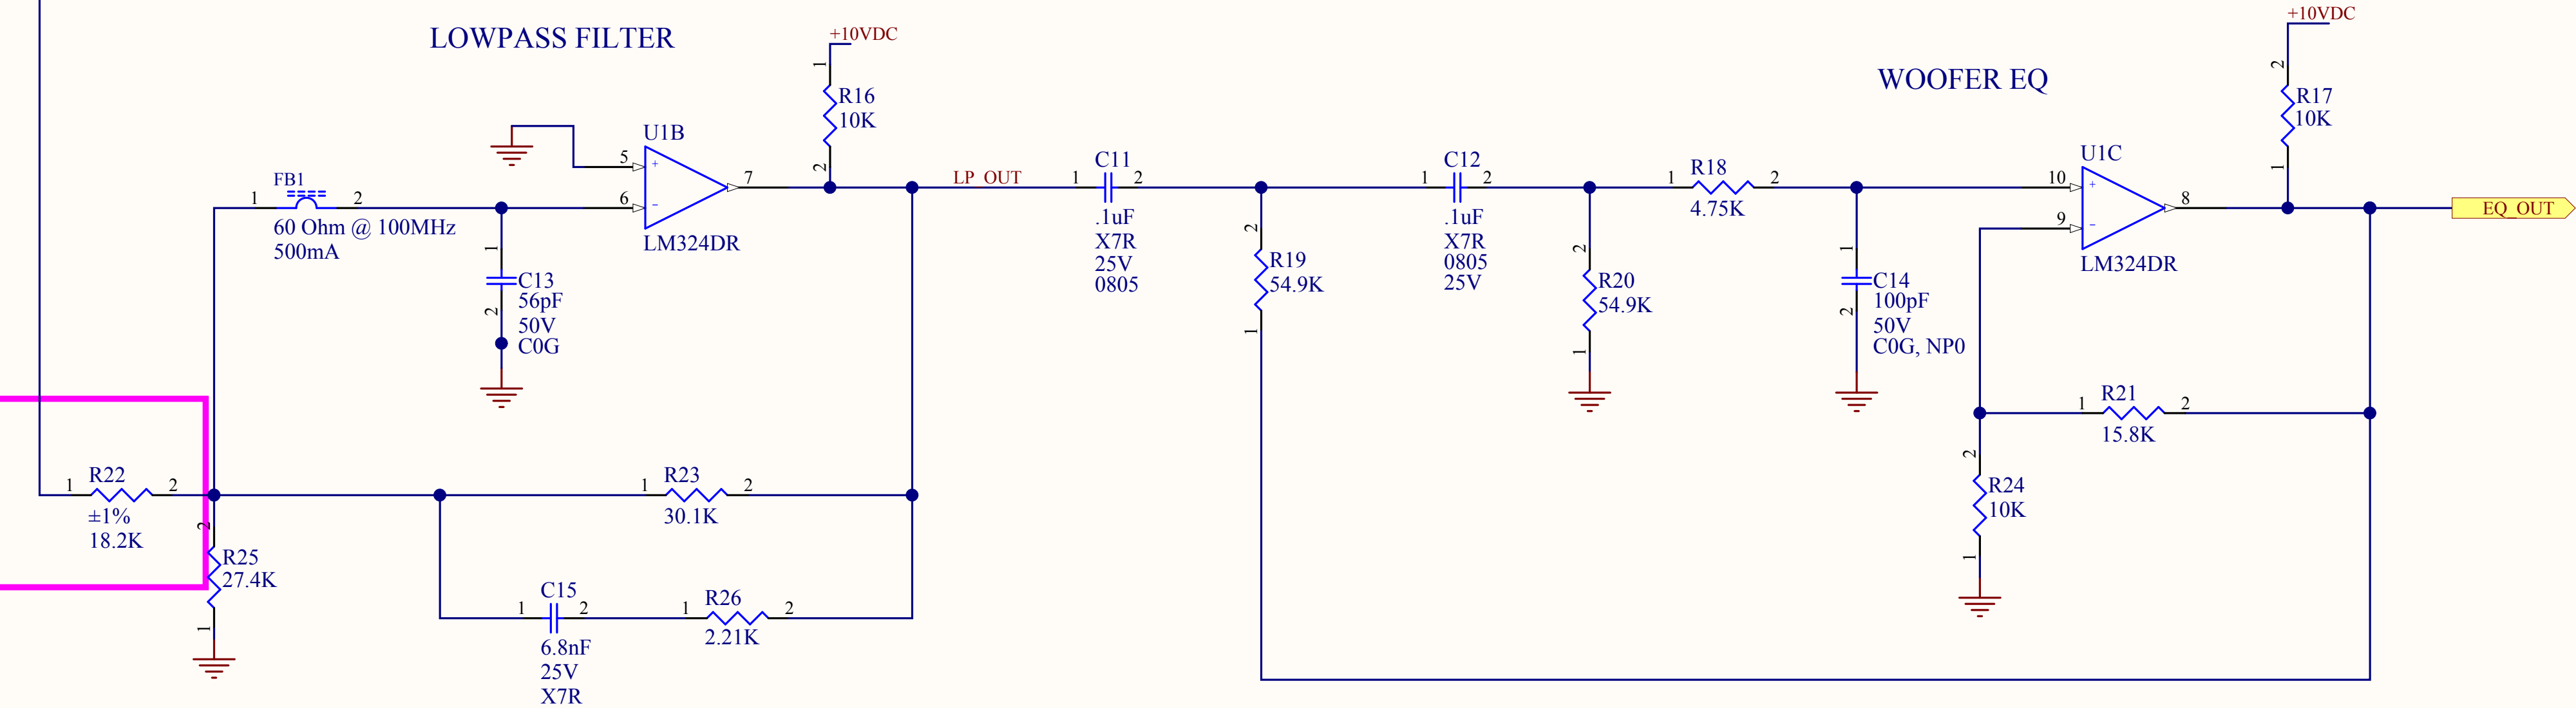 LOWPASS FILTER
+10VDC
1
R16
10K
2
U1B
5
+
6
-
7
LM324DR
FB1
1
2
60 Ohm @ 100MHz
500mA
1
C13
56pF
2
50V
C0G
LP_OUT
C11
1
2
.1uF
X7R
25V
0805
2
R19
54.9K
1
C12
1
2
.1uF
X7R
0805
25V
2
R20
54.9K
1
R18
1
2
4.75K
1
C14
100pF
2
50V
C0G, NP0
WOOFER EQ
+10VDC
2
R17
10K
1
U1C
10
+
9
-
8
LM324DR
EQ_OUT
R21
1
2
15.8K
2
R24
10K
1
R22
1
2
±1%
18.2K
2
R25
27.4K
1
R23
1
2
30.1K
C15
1
2
6.8nF
25V
X7R
R26
1
2
2.21K